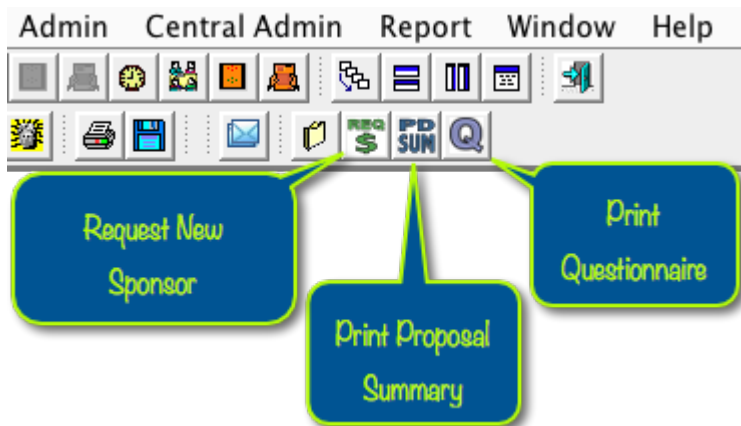 Admin Central Admin Report Window Help
REQ
$
PD
SUM
Q
Request New
Sponsor
Print
Questionnaire
Print Proposal
Summary